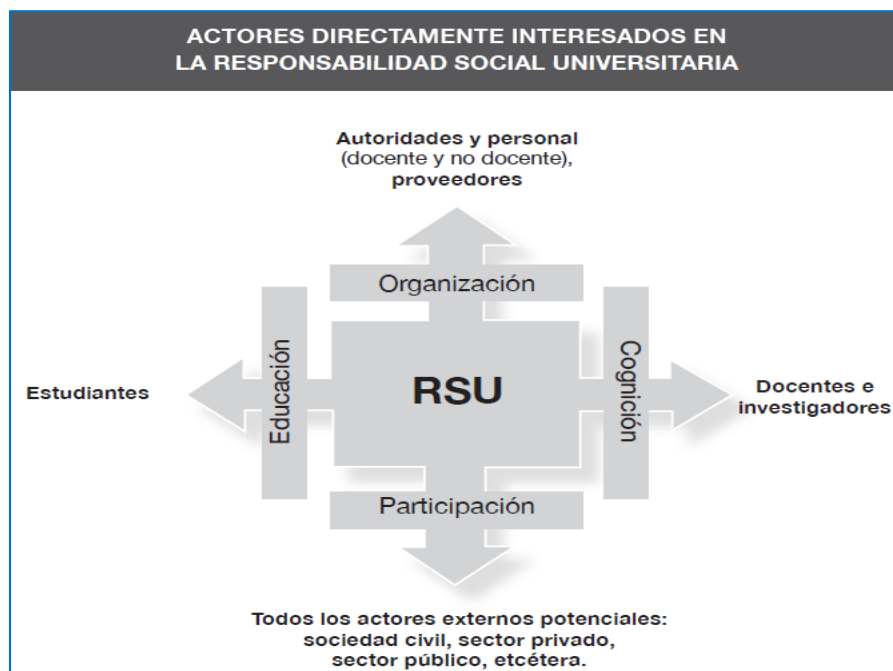 ACTORES DIRECTAMENTE INTERESADOS EN
LA RESPONSABILIDAD SOCIAL UNIVERSITARIA
Autoridades y personal
(docente y no docente),
proveedores
Organización
Educación
RSU
Cognición
Estudiantes
Docentes e
investigadores
Participación
Todos los actores externos potenciales:
sociedad civil, sector privado,
sector público, etcétera.